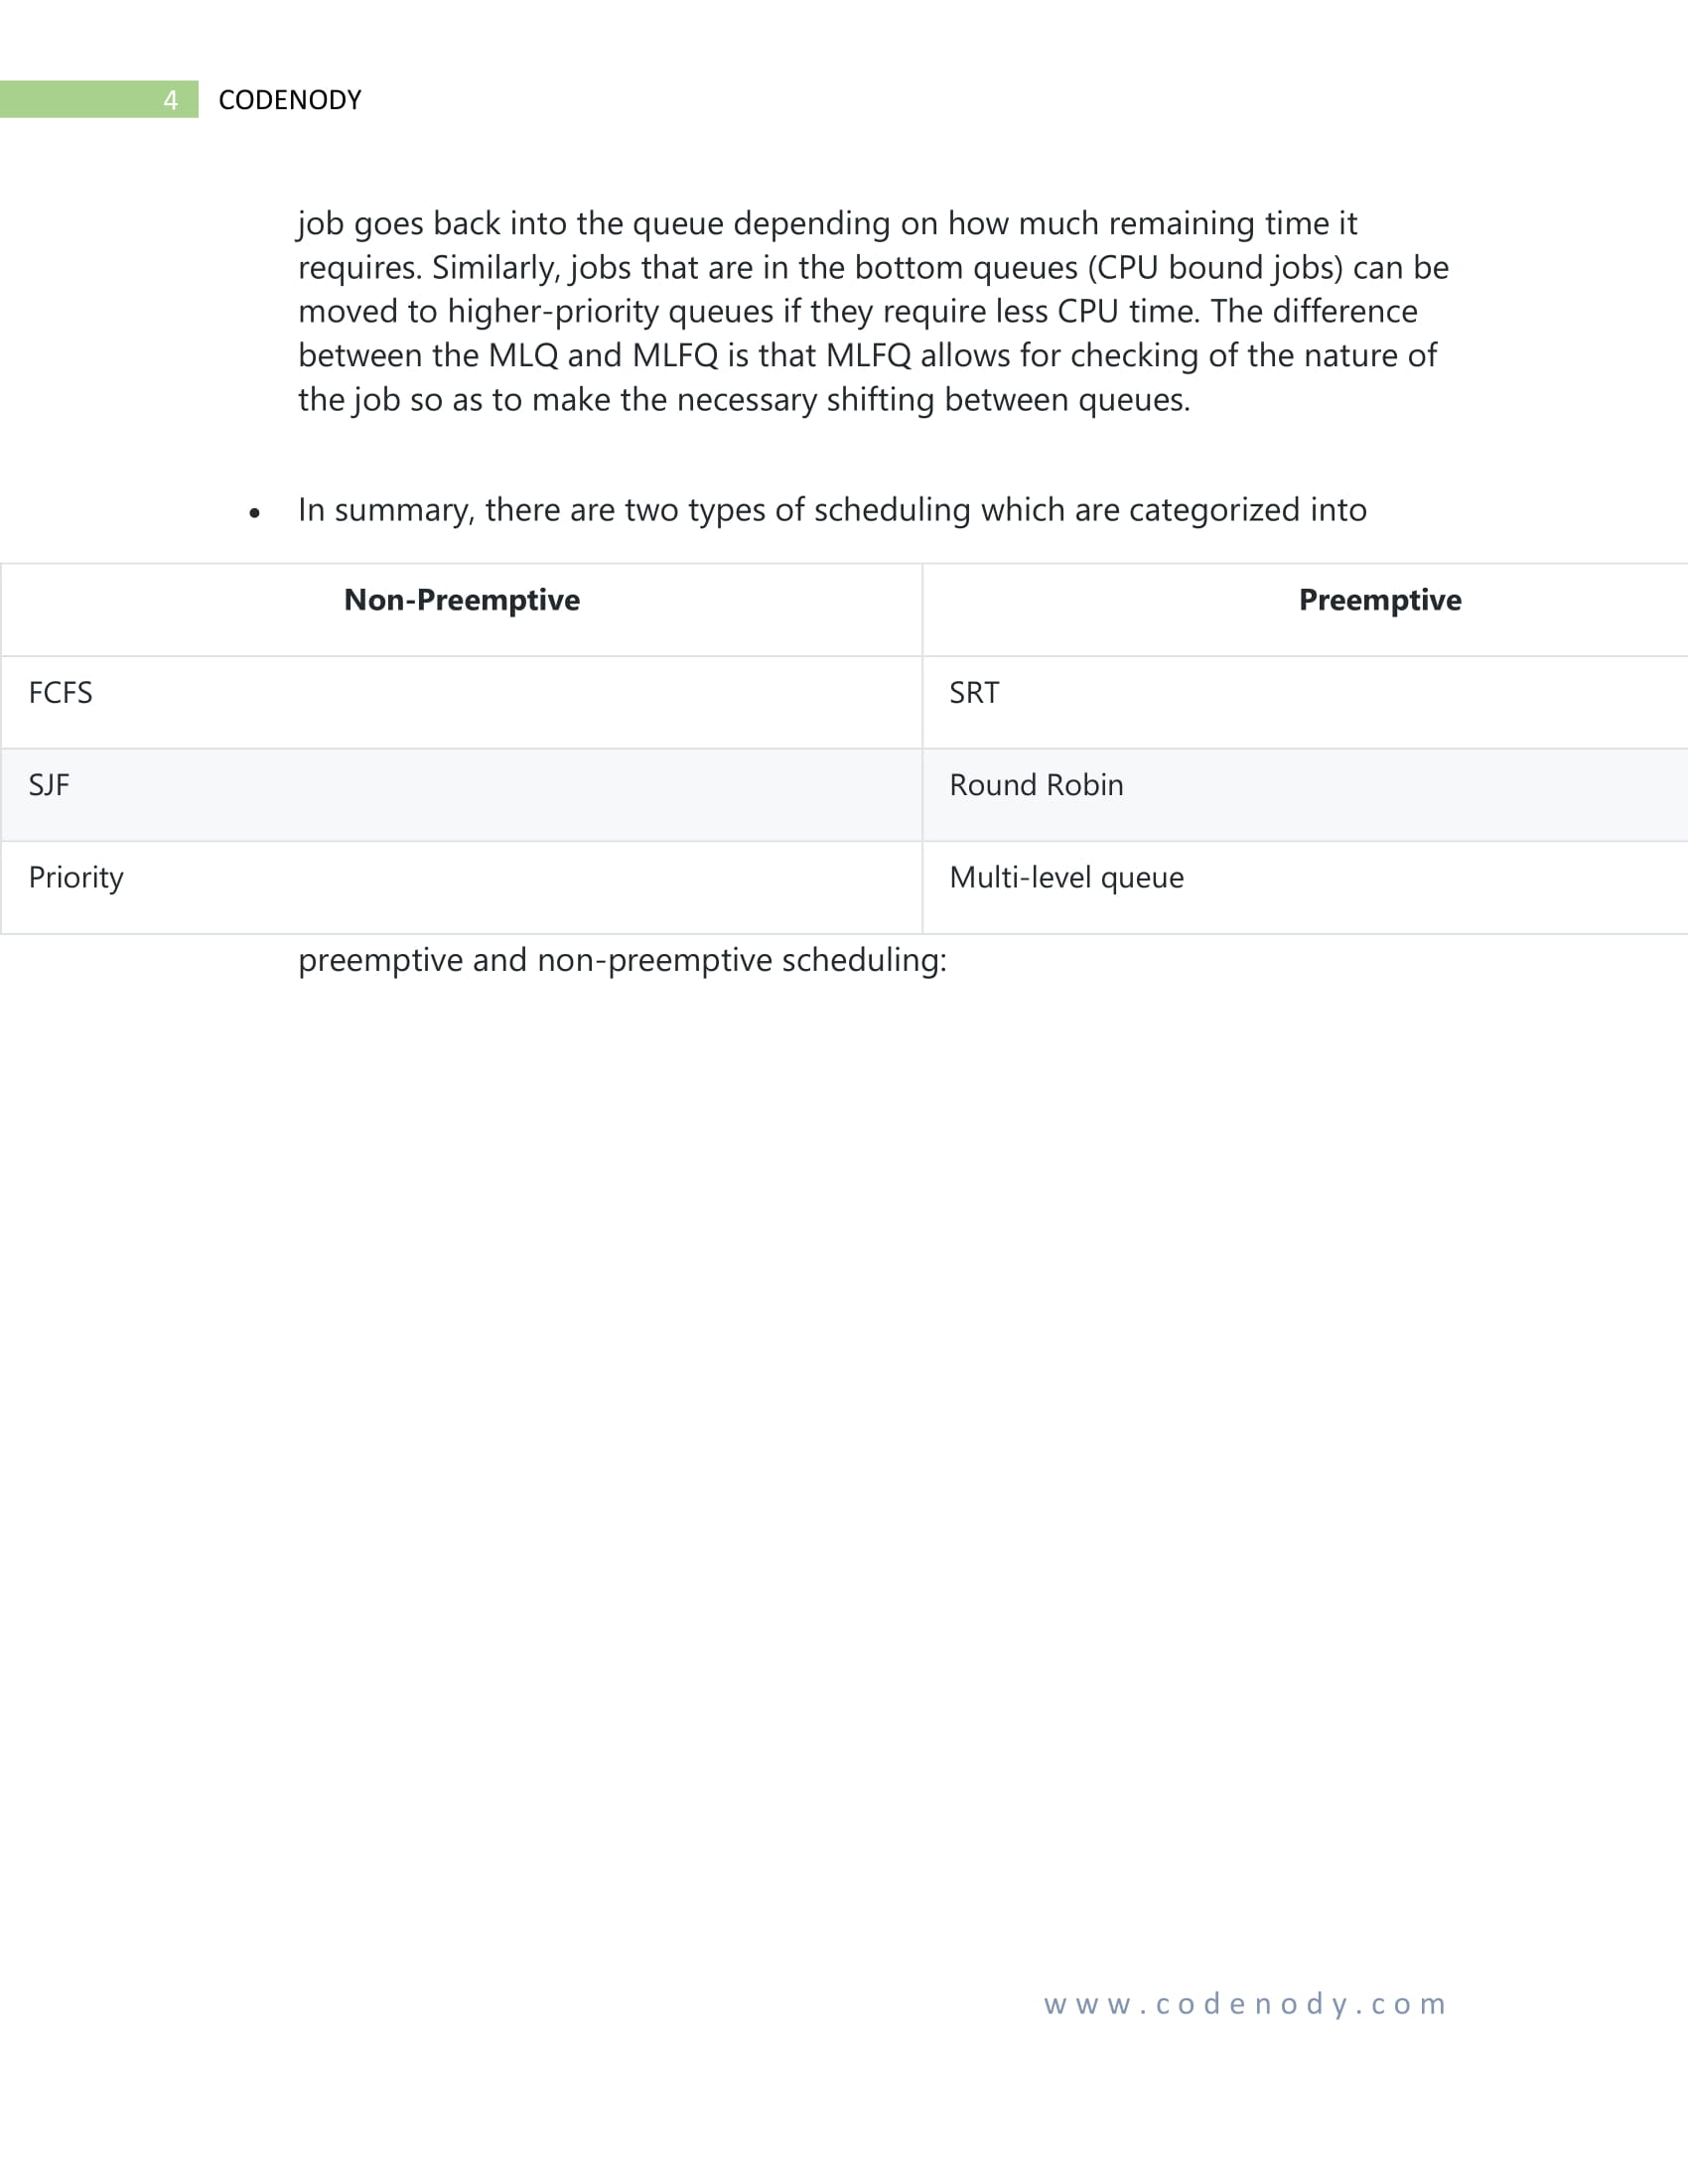 4 CODENODY
job goes back into the queue depending on how much remaining time it
requires. Similarly, jobs that are in the bottom queues (CPU bound jobs) can be
moved to higher-priority queues if they require less CPU time. The difference
between the MLQ and MLFQ is that MLFQ allows for checking of the nature of
the job so as to make the necessary shifting between queues.
• In summary, there are two types of scheduling which are categorized into
Non-Preemptive Preemptive
FCFS SRT
SJF Round Robin
Priority Multi-level queue
preemptive and non-preemptive scheduling:
www.codenody.com